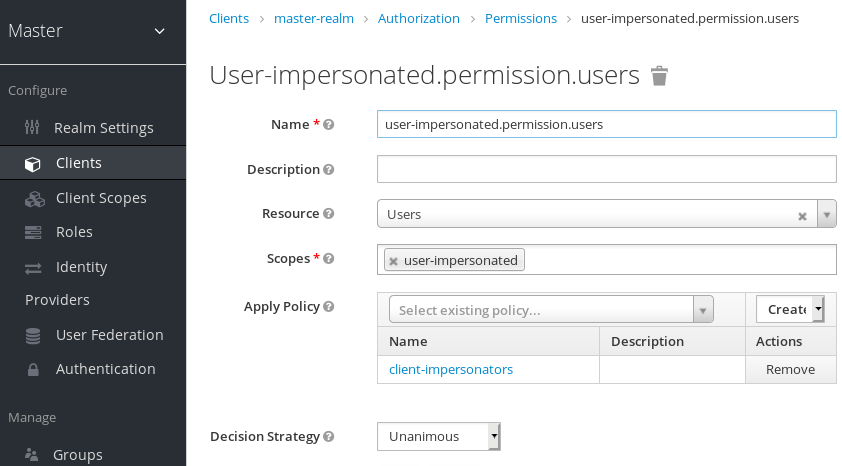 Master
Configure
Realm Settings
Clients
Client Scopes
Roles
Identity
Providers
User Federation
Authentication
Manage
Groups
Clients > master-realm > Authorization > Permissions > user-impersonated.permission.users
User-impersonated.permission.users
Name * user-impersonated.permission.users
Description
Resource Users
Scopes * user-impersonated
Apply Policy Select existing policy... Create
Name Description Actions
client-impersonators Remove
Decision Strategy Unanimous